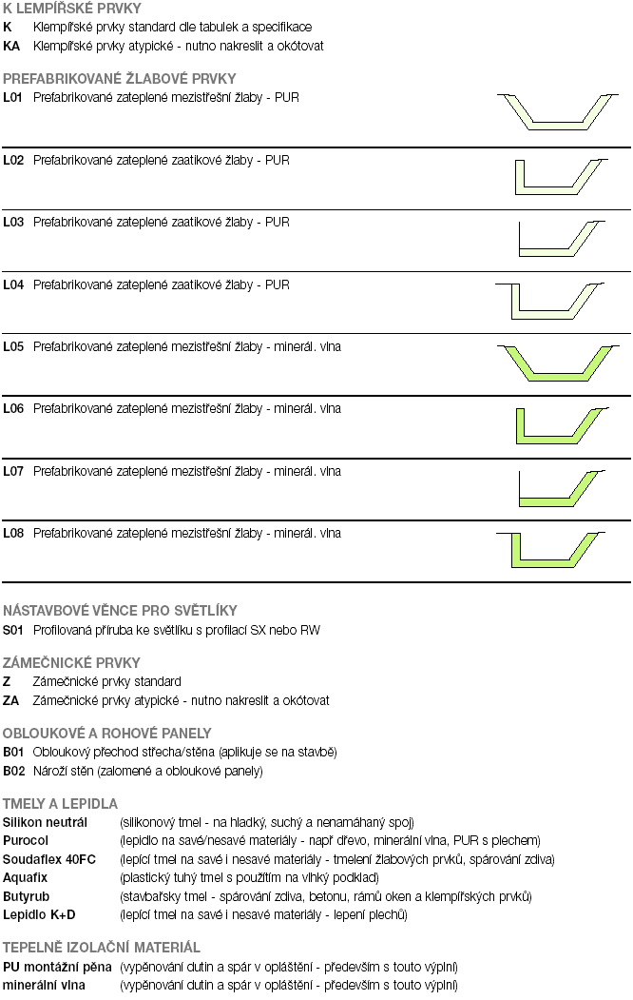 K LEMPÍŘSKÉ PRVKY
K Klempířské prvky standard dle tabulek a specifikace
KA Klempířské prvky atypické - nutno nakreslit a okótovat
PREFABRIKOVANÉ ŽLABOVÉ PRVKY
L01 Prefabrikované zateplené mezistřešní žlaby - PUR
L02 Prefabrikované zateplené zaatikové žlaby - PUR
L03 Prefabrikované zateplené zaatikové žlaby - PUR
L04 Prefabrikované zateplené zaatikové žlaby - PUR
L05 Prefabrikované zateplené mezistřešní žlaby - minerál. vlna
L06 Prefabrikované zateplené mezistřešní žlaby - minerál. vlna
L07 Prefabrikované zateplené mezistřešní žlaby - minerál. vlna
L08 Prefabrikované zateplené mezistřešní žlaby - minerál. vlna
NÁSTAVBOVÉ VĚNCE PRO SVĚTLÍKY
S01 Profilovaná příruba ke světlíku s profilací SX nebo RW
ZÁMEČNICKÉ PRVKY
Z Zámečnické prvky standard
ZA Zámečnické prvky atypické - nutno nakreslit a okótovat
OBLOUKOVÉ A ROHOVÉ PANELY
B01 Obloukový přechod střecha/stěna (aplikuje se na stavbě)
B02 Nároží stěn (zalomené a obloukové panely)
TMELY A LEPIDLA
Silikon neutrál (silikonový tmel - na hladký, suchý a nenamáhaný spoj)
Purocol (lepidlo na savé/nesavé materiály - např dřevo, minerální vlna, PUR s plechem)
Soudaflex 40FC (lepící tmel na savé i nesavé materiály - tmelení žlabových prvků, spárování zdiva)
Aquafix (plastický tuhý tmel s použítím na vlhký podklad)
Butyrub (stavbařský tmel - spárování zdiva, betonu, rámů oken a klempířských prvků)
Lepidlo K+D (lepící tmel na savé i nesavé materiály - lepení plechů)
TEPELNĚ IZOLAČNÍ MATERIÁL
PU montážní pěna (vypěnování dutin a spár v opláštění - především s touto výplní)
minerální vlna (vypěnování dutin a spár v opláštění - především s touto výplní)